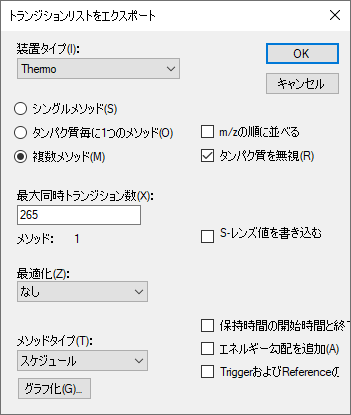 トランジションリストをエクスポート
装置タイプ(I):
Thermo
OK
キャンセル
シングルメソッド(S)
タンパク質毎に1つのメソッド(O)
m/zの順に並べる
複数メソッド(M)
タンパク質を無視(R)
最大同時トランジション数(X):
265
メソッド: 1
S-レンズ値を書き込む
最適化(Z):
なし
保持時間の開始時間と終
メソッドタイプ(T):
エネルギー勾配を追加(A)
スケジュール
TriggerおよびReferenceの
グラフ化(G)...